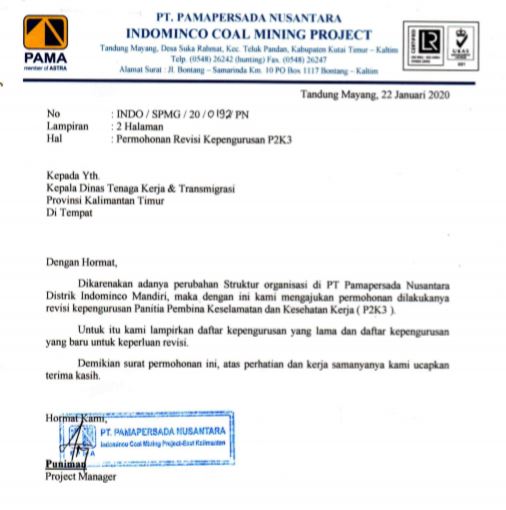 PT. PAMAPERSADA NUSANTARA
INDOMINCO COAL MINING PROJECT
Tandung Mayang, Desa Suka Rahmat, Kec. Teluk Pandan, Kabupaten Kutai Timur - Kaltim
Telp. (0548) 26242 (hunting) Fax. (0548) 26247
Alamat Surat : Jl. Bontang - Samarinda Km. 10 PO Box 1117 Bontang - Kaltim
PAMA
member of ASTRA
Tandung Mayang, 22 Januari 2020
No : INDO / SPMG / 20 / 0192 PN
Lampiran : 2 Halaman
Hal : Permohonan Revisi Kepengurusan P2K3
Kepada Yth.
Kepala Dinas Tenaga Kerja & Transmigrasi
Provinsi Kalimantan Timur
Di Tempat
Dengan Hormat,
Dikarenakan adanya perubahan Struktur organisasi di PT Pamapersada Nusantara
Distrik Indominco Mandiri, maka dengan ini kami mengajukan permohonan dilakukanya
revisi kepengurusan Panitia Pembina Keselamatan dan Kesehatan Kerja ( P2K3 ).
Untuk itu kami lampirkan daftar kepengurusan yang lama dan daftar kepengurusan
yang baru untuk keperluan revisi.
Demikian surat permohonan ini, atas perhatian dan kerja samanyanya kami ucapkan
terima kasih.
Hormat Kami,
PT. PAMAPERSADA NUSANTARA
Indominco Coal Mining Project-East Kalimantan
Puniman
Project Manager